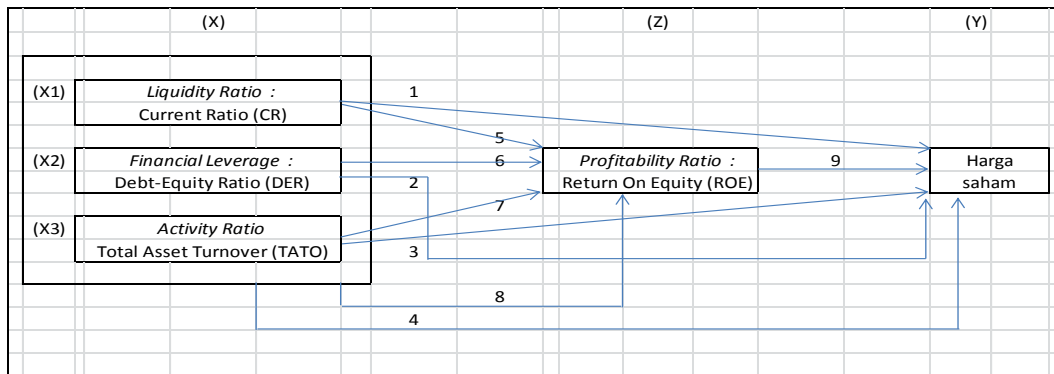 (X) (Z) (Y)
(X1) Liquidity Ratio : 1
Current Ratio (CR)
5
(X2) Financial Leverage : 6 Profitability Ratio : 9 Harga
Debt-Equity Ratio (DER) 2 Return On Equity (ROE) saham
7
(X3) Activity Ratio
Total Asset Turnover (TATO) 3
8
4